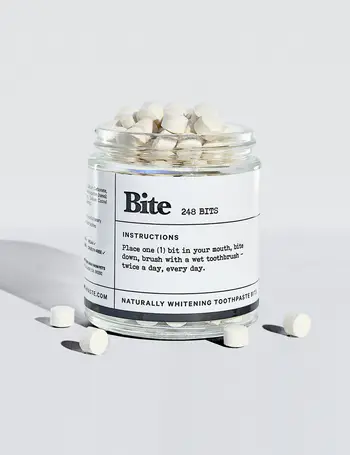 Bite 248 BITS
INSTRUCTIONS
Place one (1) bit in your mouth, bite
down, brush with a wet toothbrush -
twice a day, every day.
NATURALLY WHITENING TOOTHPASTE BITS